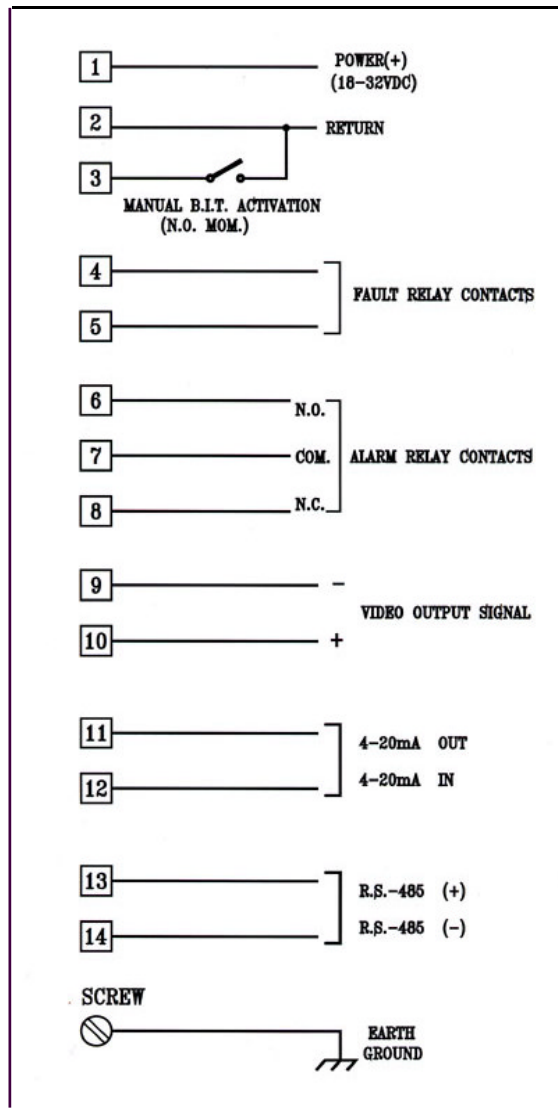 1 POWER(+)
(18-32VDC)
2 RETURN
3
MANUAL B.I.T. ACTIVATION
(N.O. MOM.)
4
FAULT RELAY CONTACTS
5
6 N.O.
7 COM. ALARM RELAY CONTACTS
8 N.C.
9 -
VIDEO OUTPUT SIGNAL
10 +
11
4-20mA OUT
12
4-20mA IN
13
R.S.-485 (+)
14
R.S.-485 (-)
SCREW
EARTH
GROUND